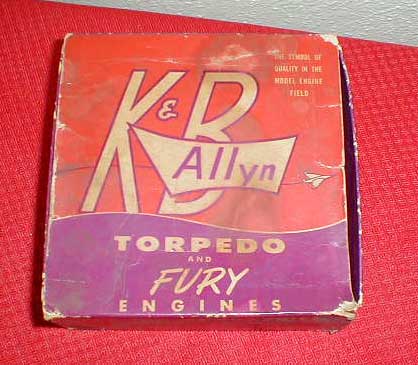 THE SYMBOL OF
QUALITY IN THE
MODEL ENGINE
FIELD
K&B
Allyn
TORPEDO
AND
FURY
ENGINES